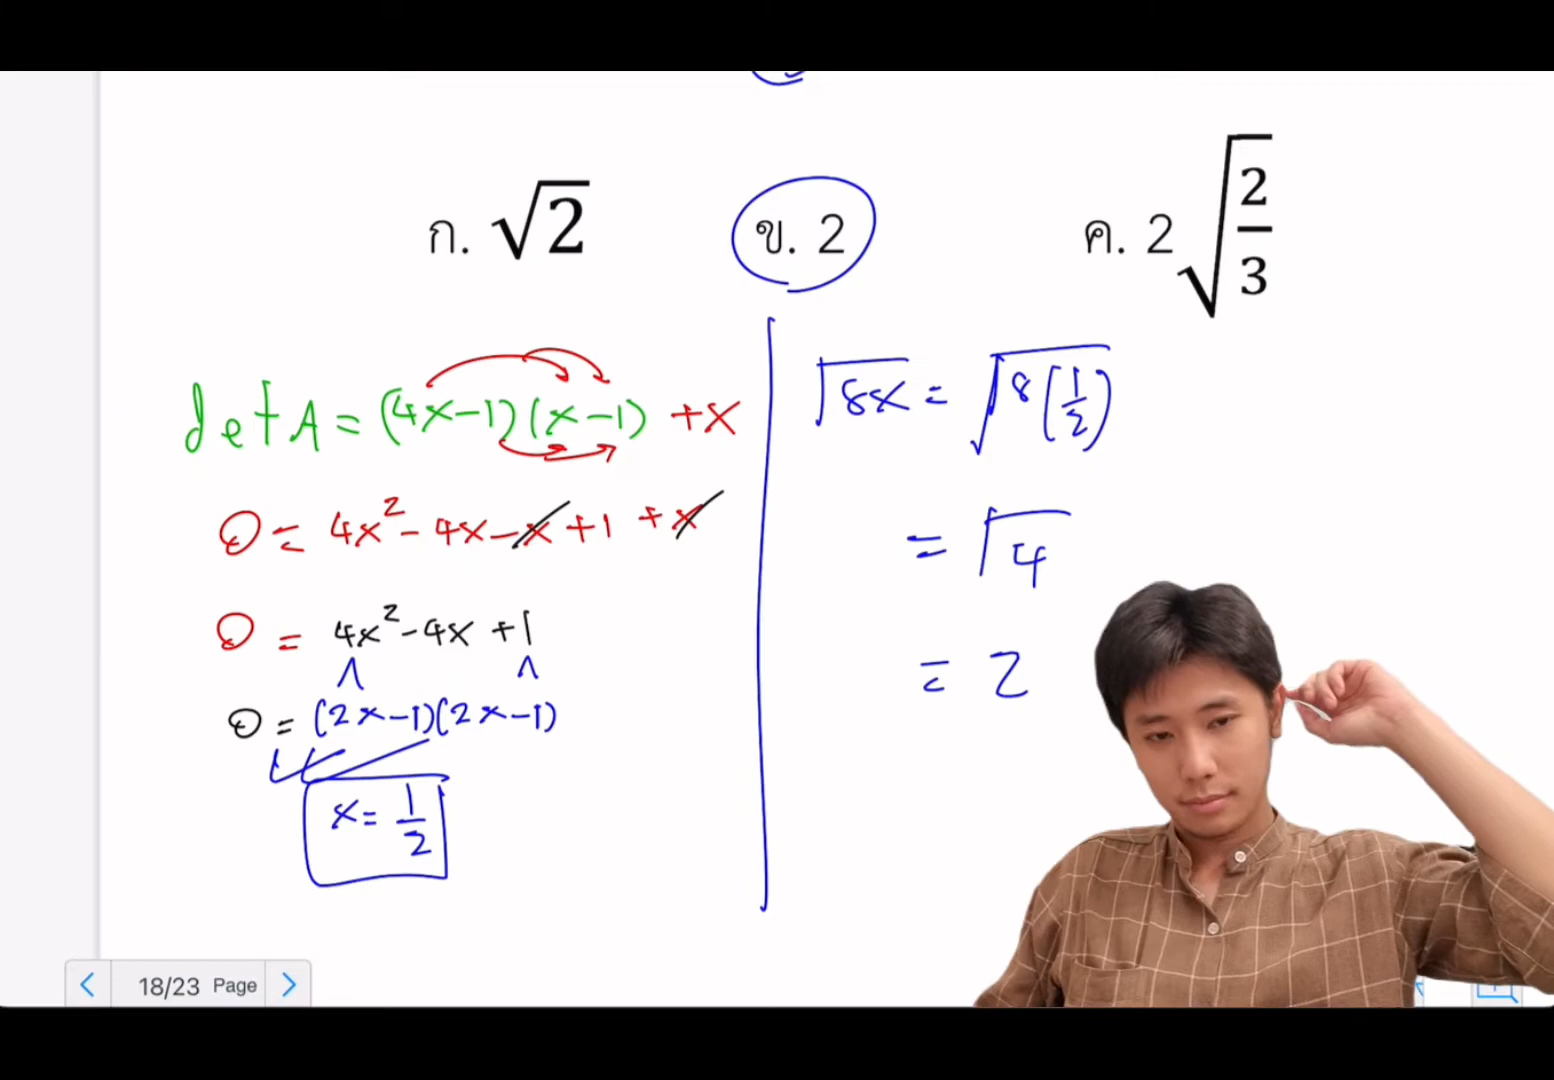 ก. √2
ข. 2
ค. 2√(2/3)
det A = (4x-1)(x-1) +x
0 = 4x² - 4x - x + 1 + x
0 = 4x² - 4x + 1
0 = (2x-1)(2x-1)
x = 1/2
√8x = √8(1/2)
= √4
= 2
18/23 Page